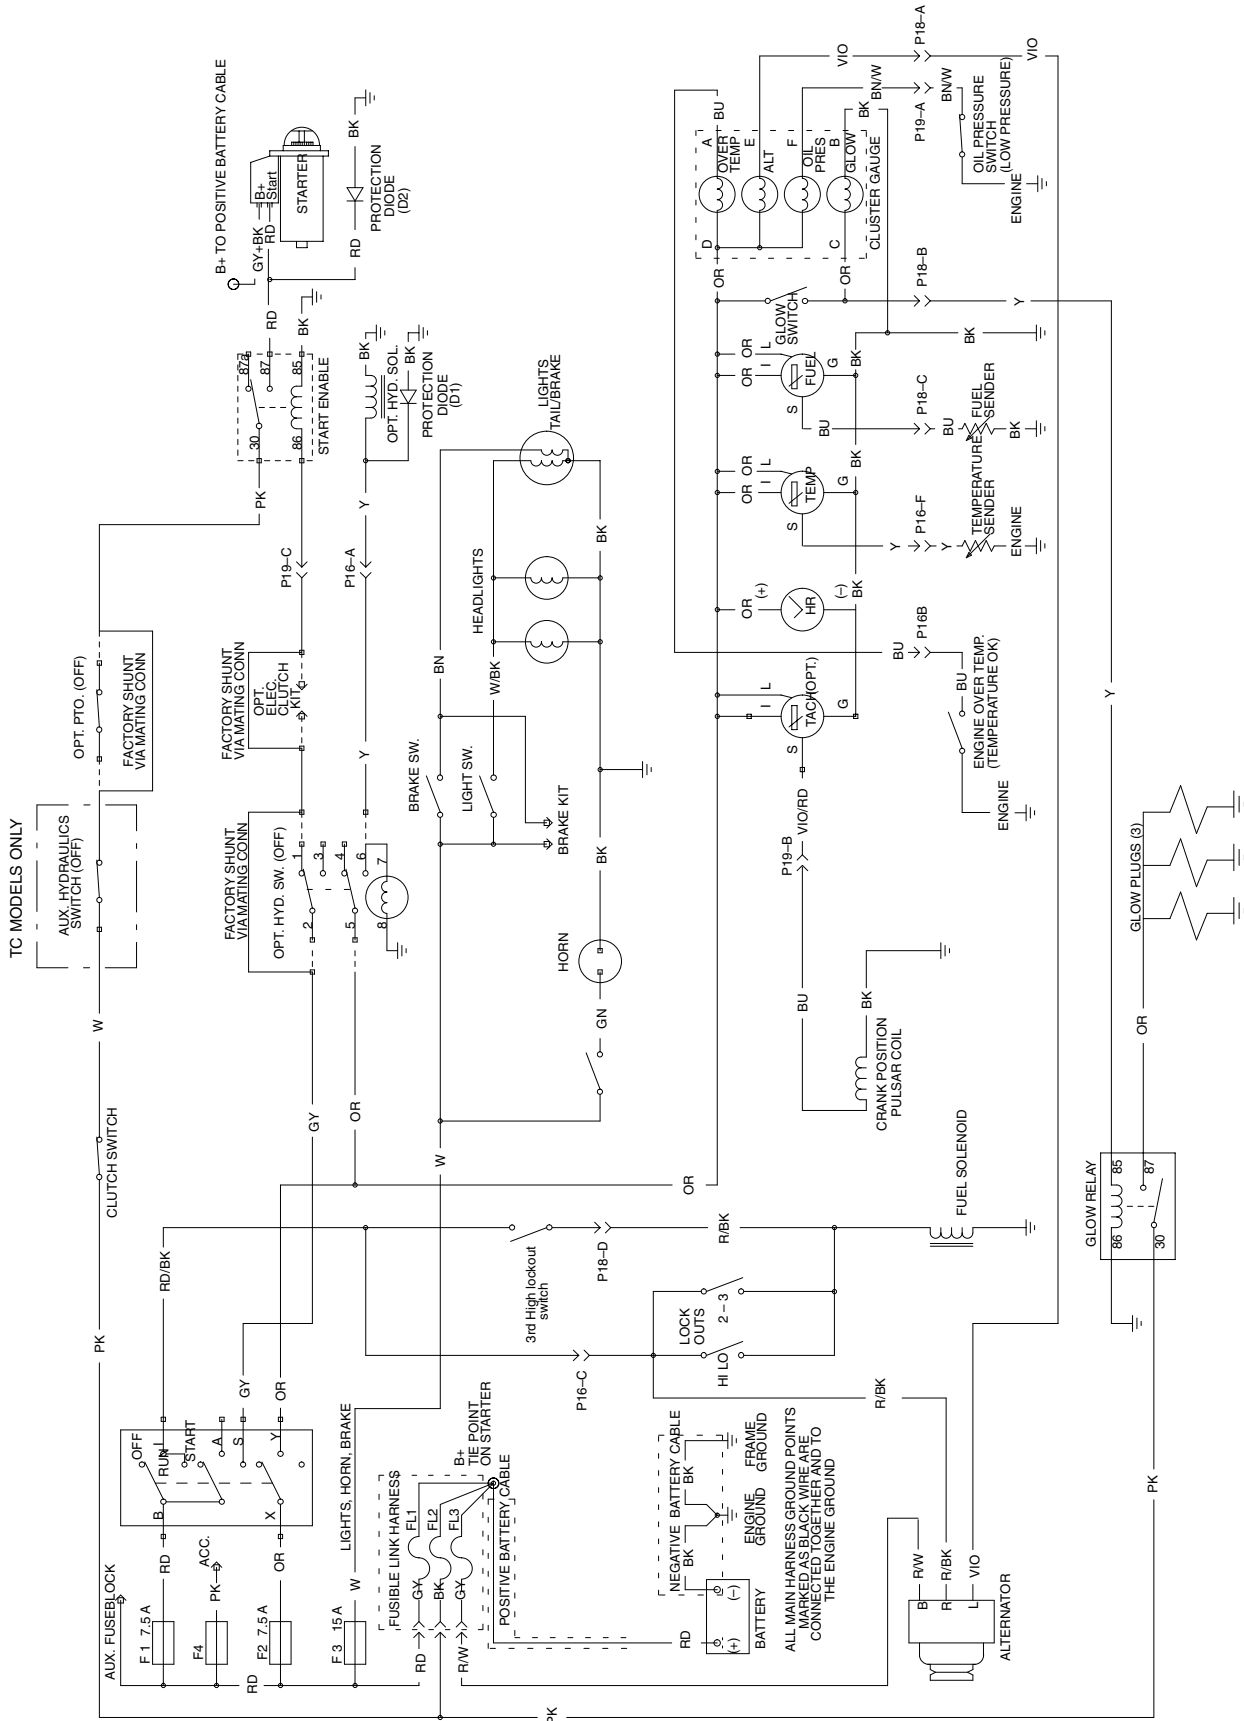 TC MODELS ONLY
AUX. HYDRAULICS
SWITCH (OFF)
OPT. PTO. (OFF)
FACTORY SHUNT
VIA MATING CONN
W
CLUTCH SWITCH
PK
PK
B+ TO POSITIVE BATTERY CABLE
GY+BK
RD
B+
Start
STARTER
RD
BK
RD
PROTECTION
DIODE
(D2)
BK
87a
87
85
30
86
START ENABLE
P19-C
FACTORY SHUNT
VIA MATING CONN
OPT.
ELEC.
CLUTCH
KIT
FACTORY SHUNT
VIA MATING CONN
OPT. HYD. SW. (OFF)
1
3
4
6
7
2
5
8
GY
OR
BK
OPT. HYD. SOL.
BK
PROTECTION
DIODE
(D1)
Y
P16-A
Y
LIGHTS
TAIL/BRAKE
HEADLIGHTS
BN
W/BK
BK
BRAKE SW.
LIGHT SW.
BRAKE KIT
BK
HORN
GN
W
RD/BK
3rd High lockout
switch
P18-D
R/BK
FUEL SOLENOID
P16-C
LOCK
OUTS
2-3
HI LO
R/BK
OFF
RUN
I
START
A
S
Y
B
X
GY
OR
AUX. FUSEBLOCK
F 1 7.5 A
RD
F4
PK
ACC.
F2 7.5 A
OR
F 3 15 A
W
LIGHTS, HORN, BRAKE
RD
FUSIBLE LINK HARNESS
FL1
FL2
FL3
GY
BK
GY
RD
R/W
B+
TIE POINT
ON STARTER
POSITIVE BATTERY CABLE
RD
PK
NEGATIVE BATTERY CABLE
BK
BK
ENGINE
GROUND
FRAME
GROUND
(+)
(-)
BATTERY
ALL MAIN HARNESS GROUND POINTS
MARKED AS BLACK WIRE ARE
CONNECTED TOGETHER AND TO
THE ENGINE GROUND
R/W
R/BK
VIO
B
R
L
ALTERNATOR
OR
BU
A
E
F
B
OVER
TEMP
ALT
OIL
PRES
GLOW
D
C
CLUSTER GAUGE
VIO
P18-A
VIO
BN/W
P19-A
BN/W
BK
OIL PRESSURE
SWITCH
(LOW PRESSURE)
ENGINE
OR
OR
GLOW
SWITCH
P18-B
Y
OR
OR
I
L
FUEL
S
G
BK
BK
BU
P18-C
BU
FUEL
SENDER
BK
OR
OR
I
L
TEMP
S
G
BK
Y
P16-F
Y
TEMPERATURE
SENDER
ENGINE
OR
(+)
HR
(-)
BK
BU
P16B
BU
ENGINE OVER TEMP.
(TEMPERATURE OK)
ENGINE
I
L
TACHOPT.)
S
G
VIO/RD
P19-B
BU
BK
CRANK POSITION
PULSAR COIL
Y
GLOW PLUGS (3)
OR
GLOW RELAY
85
87
86
30
PK